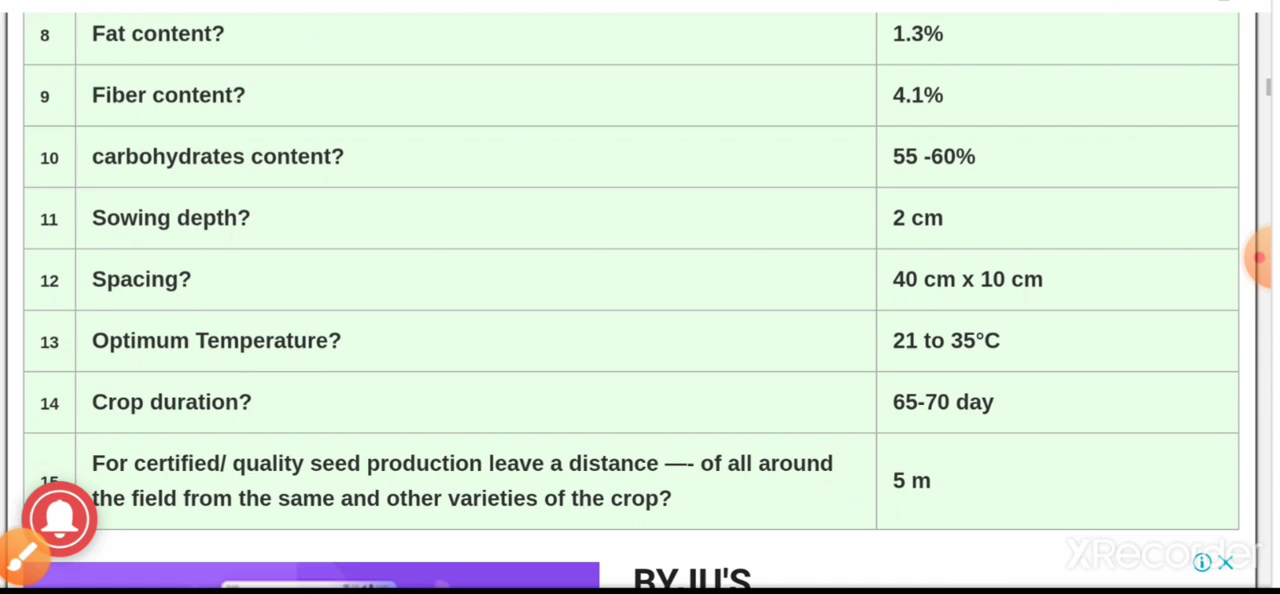 8 Fat content? 1.3%
9 Fiber content? 4.1%
10 carbohydrates content? 55 -60%
11 Sowing depth? 2 cm
12 Spacing? 40 cm x 10 cm
13 Optimum Temperature? 21 to 35°C
14 Crop duration? 65-70 day
15 For certified/ quality seed production leave a distance —- of all around
the field from the same and other varieties of the crop? 5 m
XRecorder
BYJU'S